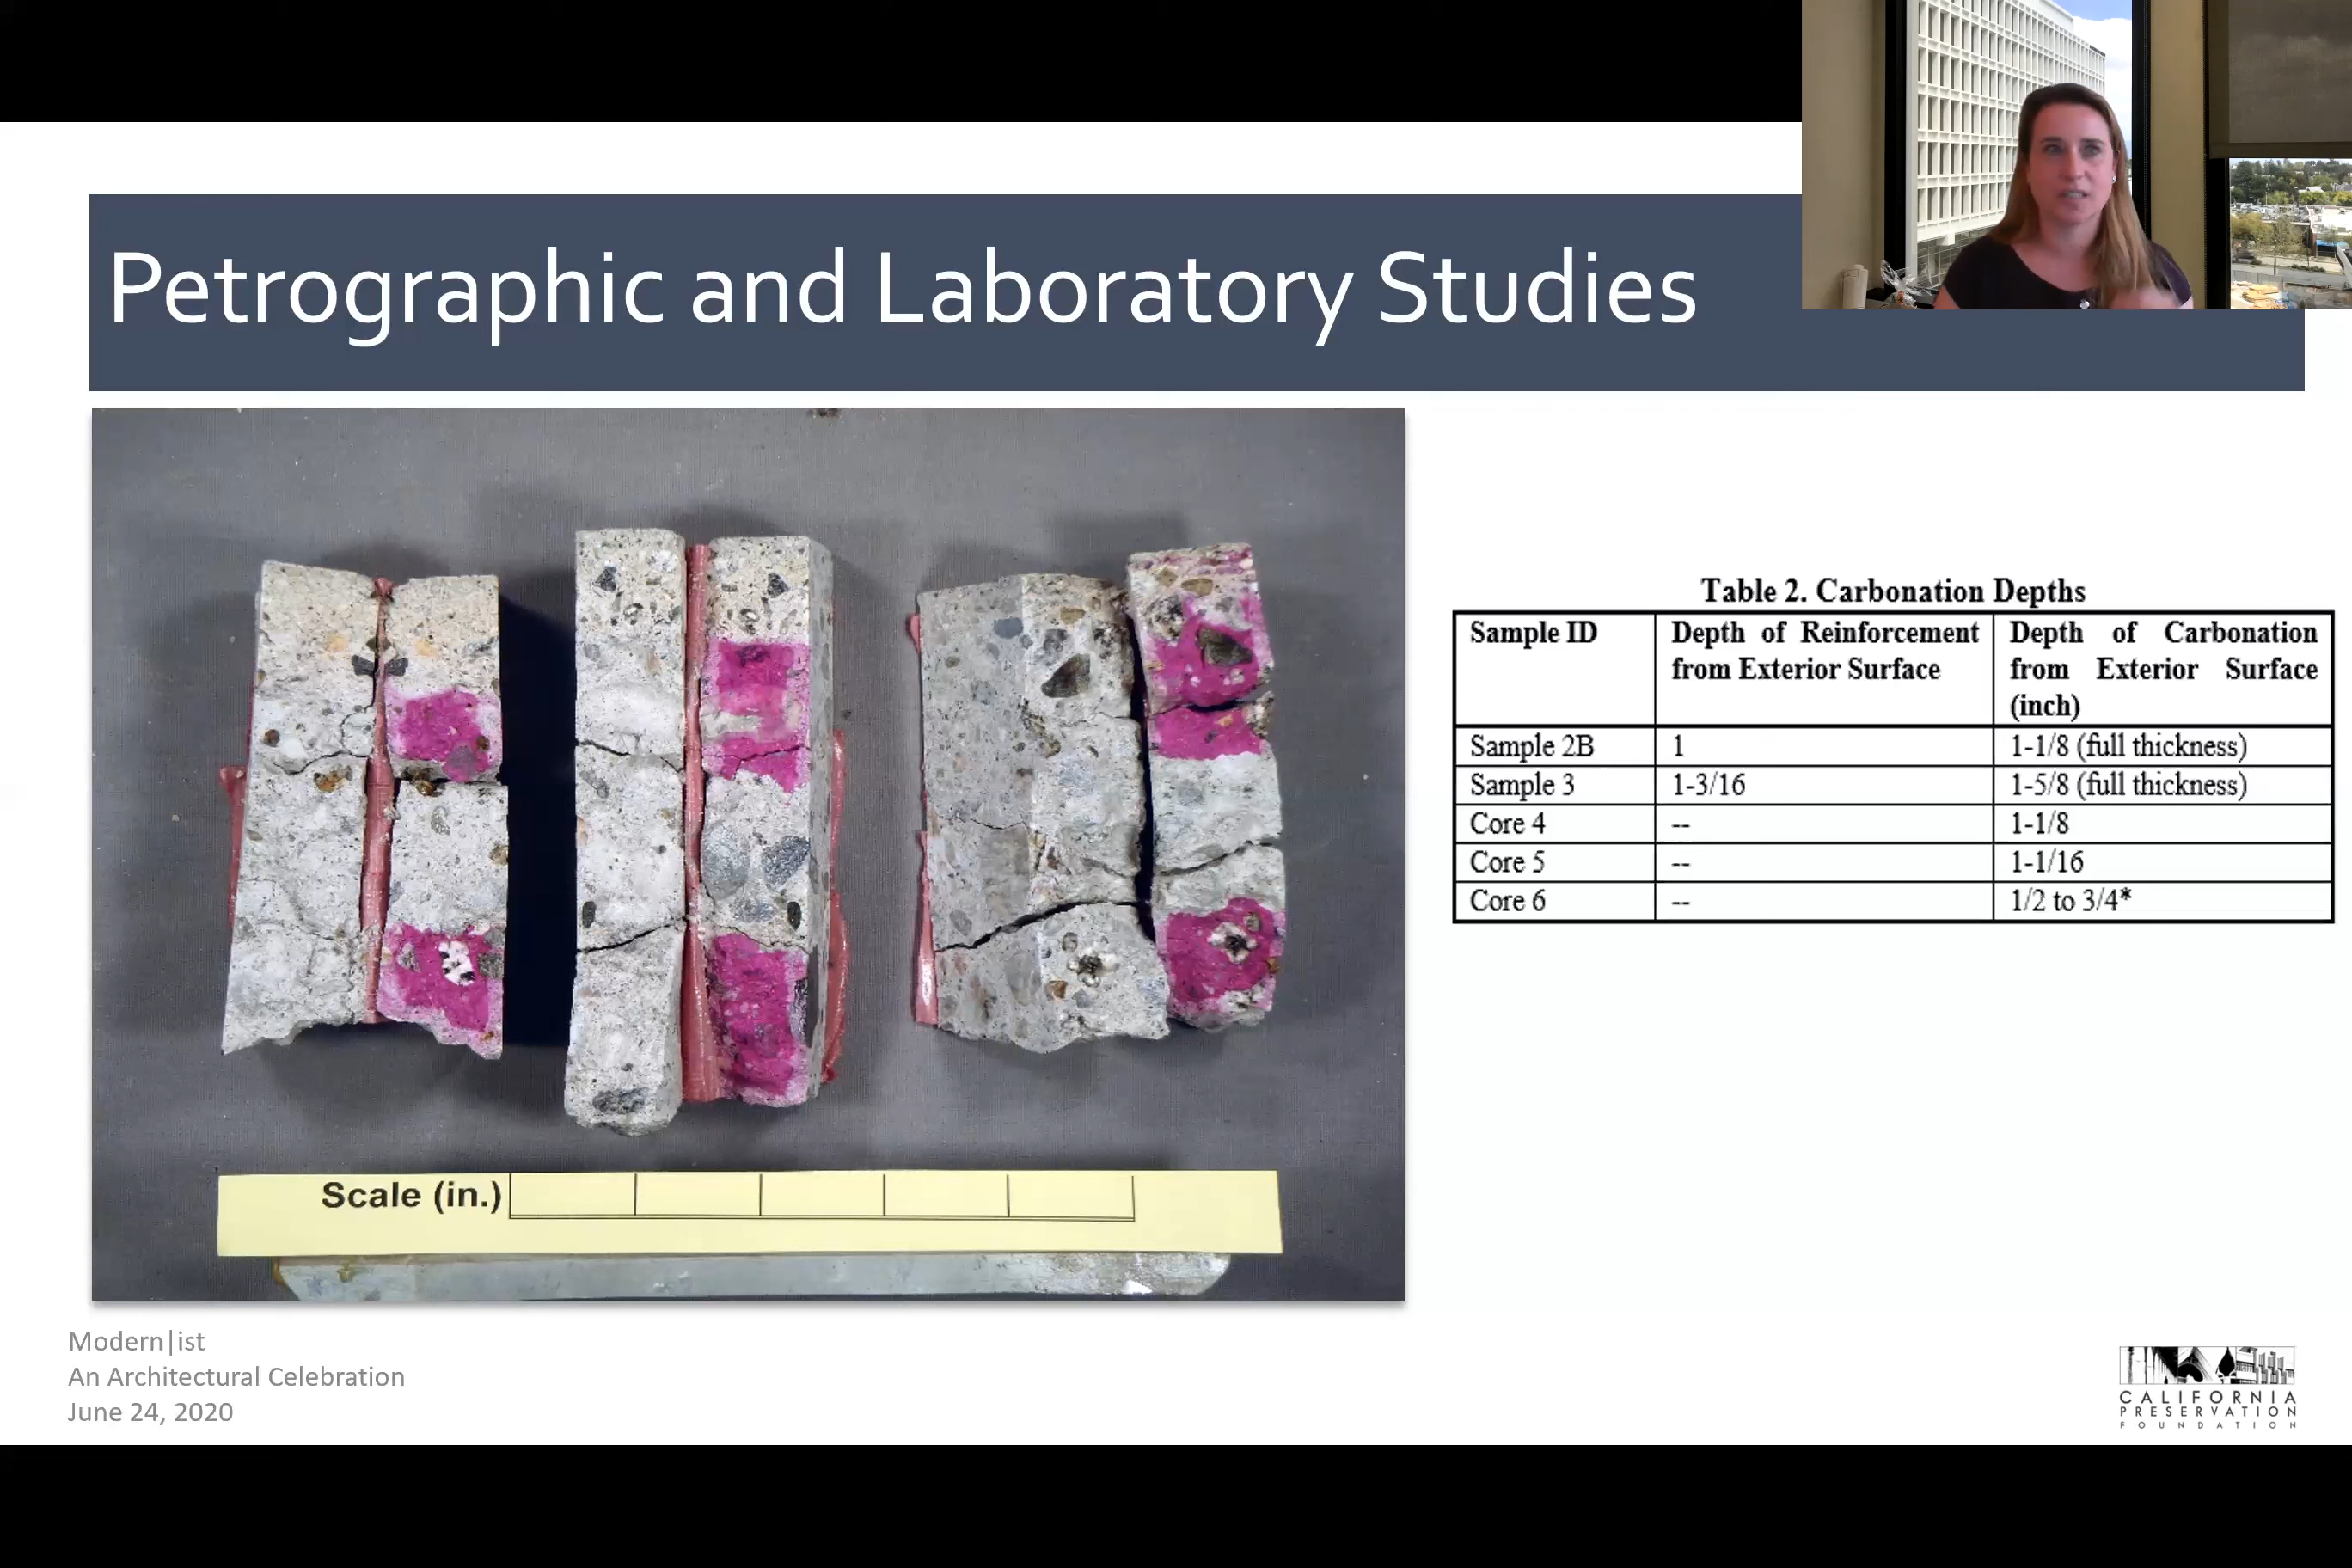 Petrographic and Laboratory Studies
Table 2. Carbonation Depths
Sample ID
Depth of Reinforcement
from Exterior Surface
Depth of Carbonation
from Exterior Surface
(inch)
Sample 2B 1 1-1/8 (full thickness)
Sample 3 1-3/16 1-5/8 (full thickness)
Core 4 -- 1-1/8
Core 5 -- 1-1/16
Core 6 -- 1/2 to 3/4*
Scale (in.)
Modern|ist
An Architectural Celebration
June 24, 2020
CALIFORNIA
PRESERVATION
FOUNDATION